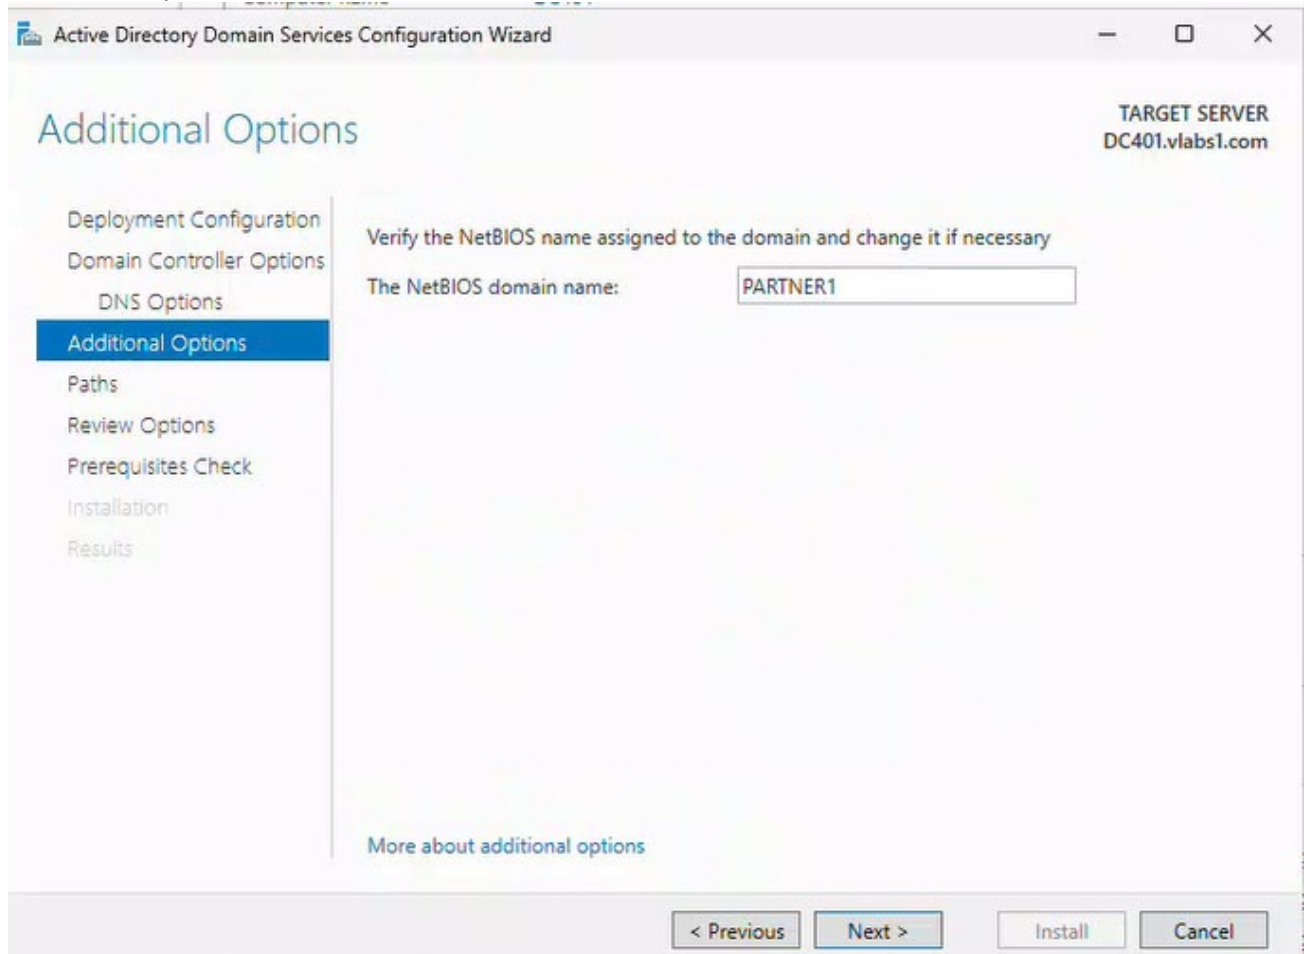 Active Directory Domain Services Configuration Wizard
Additional Options
TARGET SERVER
DC401.vlabs1.com
Deployment Configuration
Domain Controller Options
DNS Options
Additional Options
Paths
Review Options
Prerequisites Check
Installation
Results
Verify the NetBIOS name assigned to the domain and change it if necessary
The NetBIOS domain name: PARTNER1
More about additional options
< Previous Next > Install Cancel